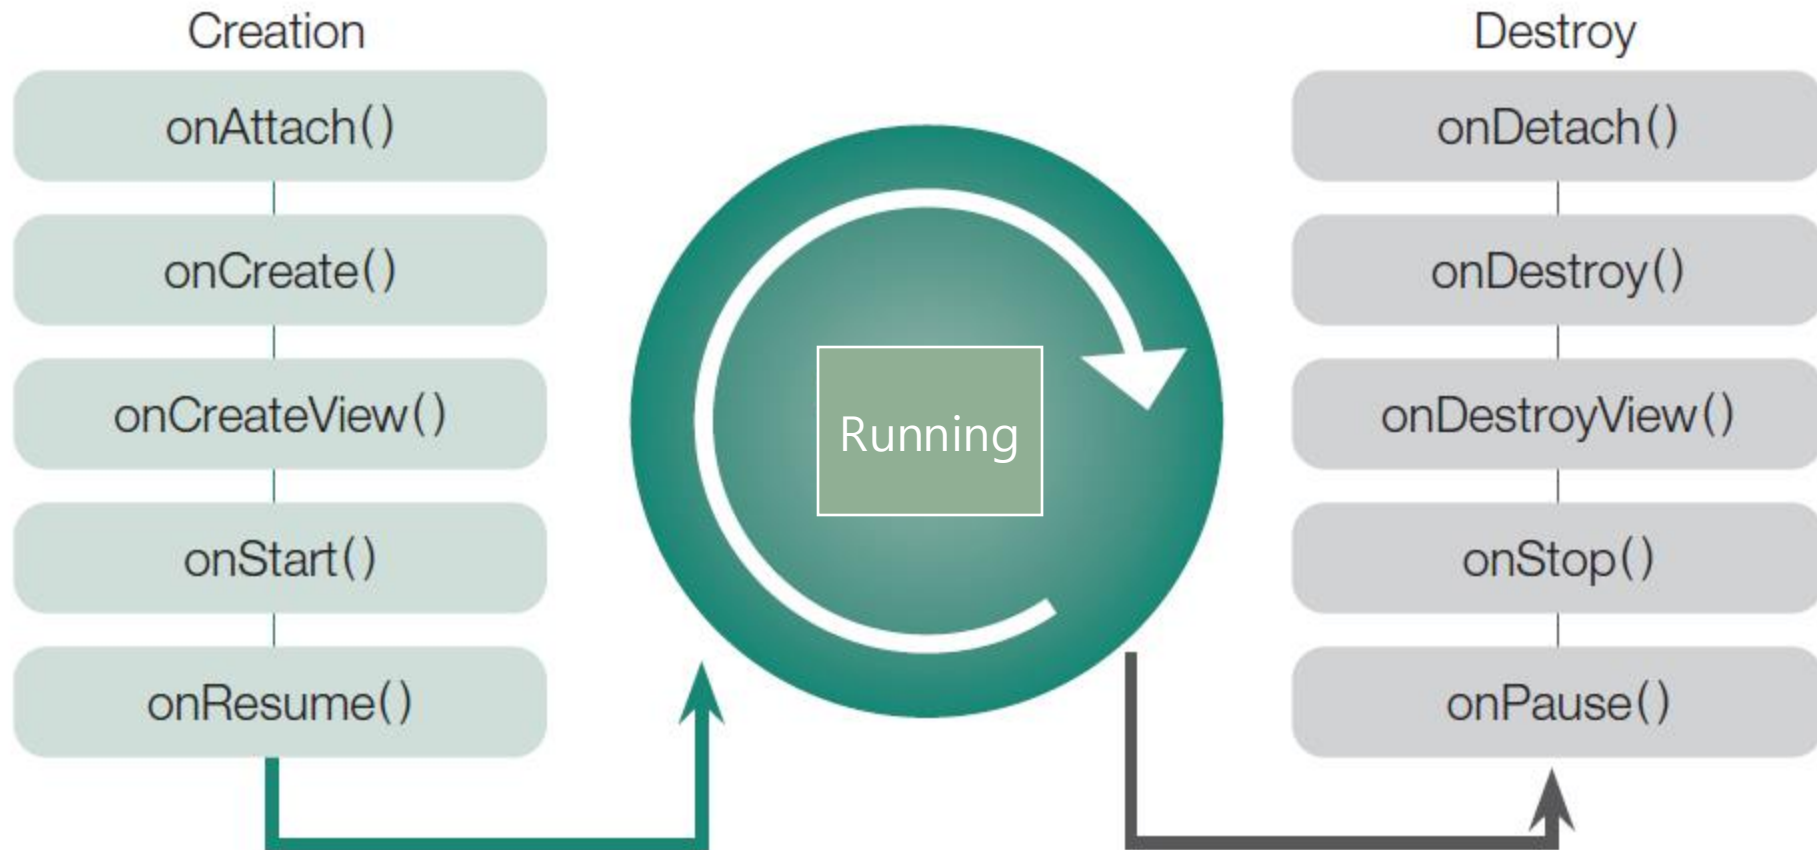 Creation
onAttach()
onCreate()
onCreateView()
onStart()
onResume()
Running
Destroy
onDetach()
onDestroy()
onDestroyView()
onStop()
onPause()